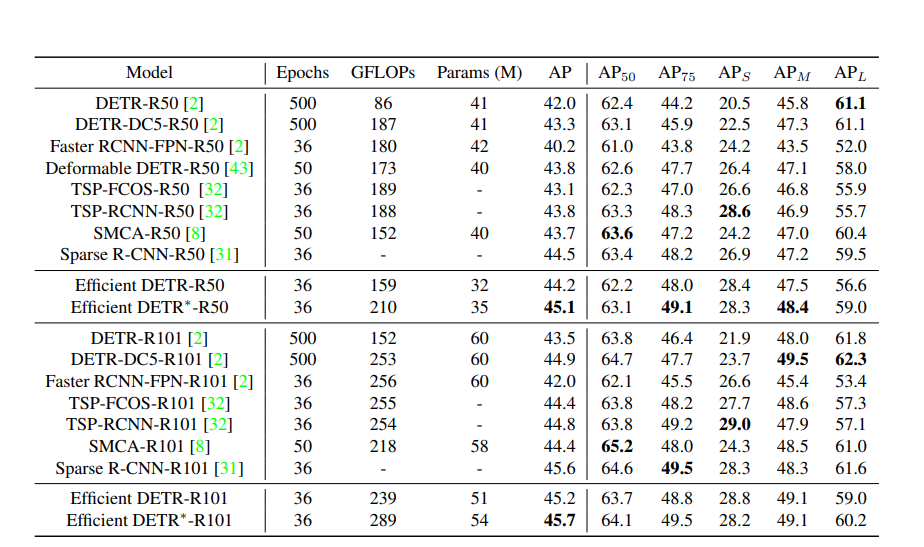 Model Epochs GFLOPs Params (M) AP AP50 AP75 APS APM APL
DETR-R50 [2] 500 86 41 42.0 62.4 44.2 20.5 45.8 61.1
DETR-DC5-R50 [2] 500 187 41 43.3 63.1 45.9 22.5 47.3 61.1
Faster RCNN-FPN-R50 [2] 36 180 42 40.2 61.0 43.8 24.2 43.5 52.0
Deformable DETR-R50 [43] 50 173 40 43.8 62.6 47.7 26.4 47.1 58.0
TSP-FCOS-R50 [32] 36 189 - 43.1 62.3 47.0 26.6 46.8 55.9
TSP-RCNN-R50 [32] 36 188 - 43.8 63.3 48.3 28.6 46.9 55.7
SMCA-R50 [8] 50 152 40 43.7 63.6 47.2 24.2 47.0 60.4
Sparse R-CNN-R50 [31] 36 - - 44.5 63.4 48.2 26.9 47.2 59.5
Efficient DETR-R50 36 159 32 44.2 62.2 48.0 28.4 47.5 56.6
Efficient DETR*-R50 36 210 35 45.1 63.1 49.1 28.3 48.4 59.0
DETR-R101 [2] 500 152 60 43.5 63.8 46.4 21.9 48.0 61.8
DETR-DC5-R101 [2] 500 253 60 44.9 64.7 47.7 23.7 49.5 62.3
Faster RCNN-FPN-R101 [2] 36 256 60 42.0 62.1 45.5 26.6 45.4 53.4
TSP-FCOS-R101 [32] 36 255 - 44.4 63.8 48.2 27.7 48.6 57.3
TSP-RCNN-R101 [32] 36 254 - 44.8 63.8 49.2 29.0 47.9 57.1
SMCA-R101 [8] 50 218 58 44.4 65.2 48.0 24.3 48.5 61.0
Sparse R-CNN-R101 [31] 36 - - 45.6 64.6 49.5 28.3 48.3 61.6
Efficient DETR-R101 36 239 51 45.2 63.7 48.8 28.8 49.1 59.0
Efficient DETR*-R101 36 289 54 45.7 64.1 49.5 28.2 49.1 60.2